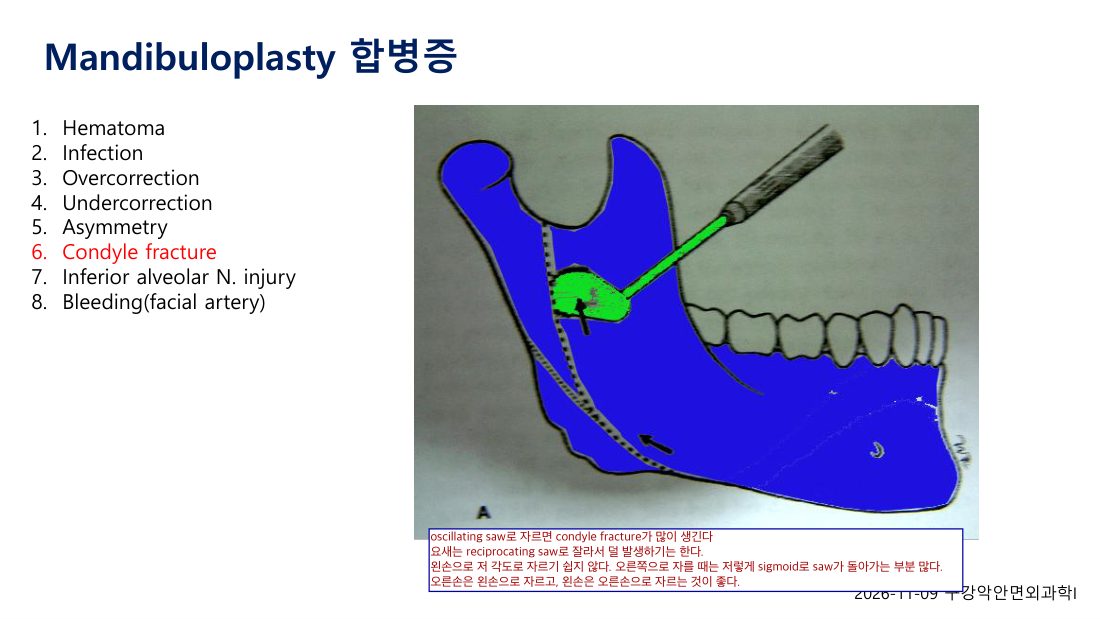 Mandibuloplasty 합병증
1. Hematoma
2. Infection
3. Overcorrection
4. Undercorrection
5. Asymmetry
6. Condyle fracture
7. Inferior alveolar N. injury
8. Bleeding(facial artery)
A
oscillating saw로 자르면 condyle fracture가 많이 생긴다
요새는 reciprocating saw로 잘라서 덜 발생하기는 한다.
왼손으로 저 각도로 자르기 쉽지 않다. 오른쪽으로 자를 때는 저렇게 sigmoid로 saw가 돌아가는 부분 많다.
오른손은 왼손으로 자르고, 왼손은 오른손으로 자르는 것이 좋다.
2026-11-09 구강악안면외과학I